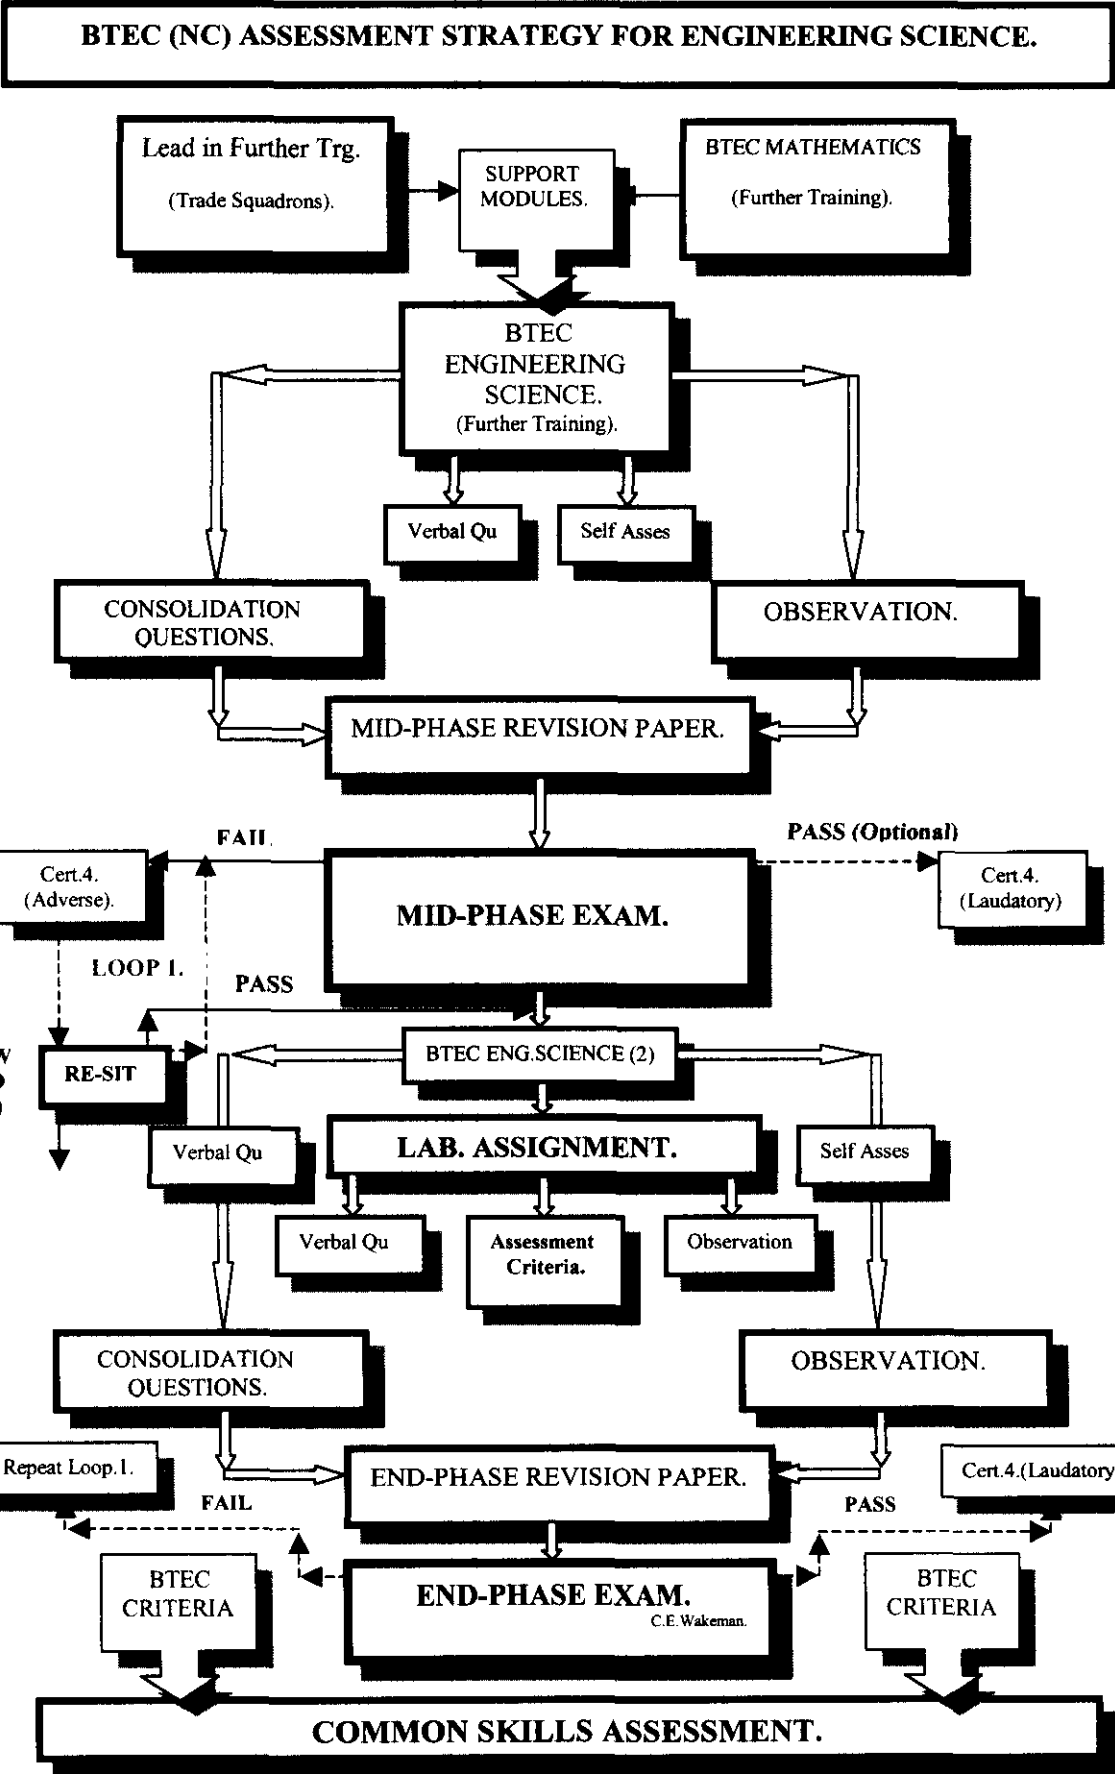 BTEC (NC) ASSESSMENT STRATEGY FOR ENGINEERING SCIENCE.
Lead in Further Trg.
(Trade Squadrons).
SUPPORT
MODULES.
BTEC MATHEMATICS
(Further Training).
BTEC
ENGINEERING
SCIENCE.
(Further Training).
Verbal Qu
Self Asses
CONSOLIDATION
QUESTIONS.
OBSERVATION.
MID-PHASE REVISION PAPER.
FAIL
PASS (Optional)
Cert.4.
(Adverse).
MID-PHASE EXAM.
Cert.4.
(Laudatory)
LOOP 1.
PASS
RE-SIT
BTEC ENG.SCIENCE (2)
Verbal Qu
LAB. ASSIGNMENT.
Self Asses
Verbal Qu
Assessment
Criteria.
Observation
CONSOLIDATION
QUESTIONS.
OBSERVATION.
Repeat Loop.1.
END-PHASE REVISION PAPER.
Cert.4.(Laudatory
FAIL
PASS
BTEC
CRITERIA
END-PHASE EXAM.
C.E.Wakeman.
BTEC
CRITERIA
COMMON SKILLS ASSESSMENT.